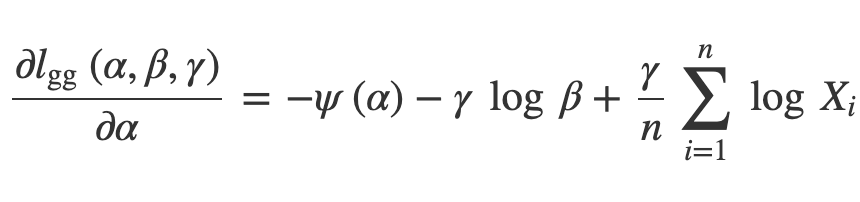 ∂l_gg (α, β, γ) / ∂α = −ψ (α) − γ log β + γ/n ∑_{i=1}^{n} log X_i